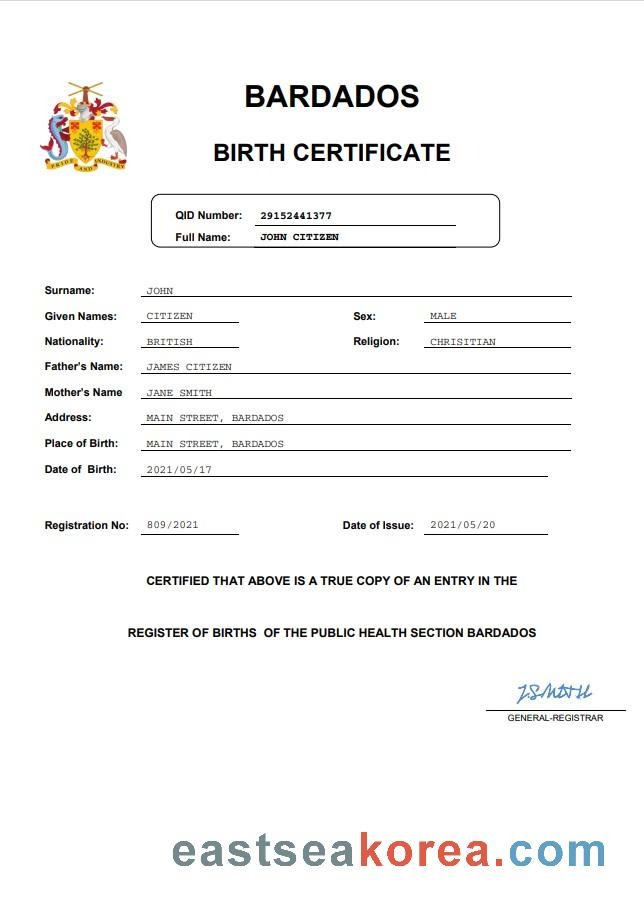 BARDADOS
BIRTH CERTIFICATE
PRIDE AND INDUSTRY
QID Number: 29152441377
Full Name: JOHN CITIZEN
Surname: JOHN
Given Names: CITIZEN Sex: MALE
Nationality: BRITISH Religion: CHRISITIAN
Father's Name: JAMES CITIZEN
Mother's Name JANE SMITH
Address: MAIN STREET, BARDADOS
Place of Birth: MAIN STREET, BARDADOS
Date of Birth: 2021/05/17
Registration No: 809/2021 Date of Issue: 2021/05/20
CERTIFIED THAT ABOVE IS A TRUE COPY OF AN ENTRY IN THE
REGISTER OF BIRTHS OF THE PUBLIC HEALTH SECTION BARDADOS
J.SMITH
GENERAL-REGISTRAR
eastseakorea.com